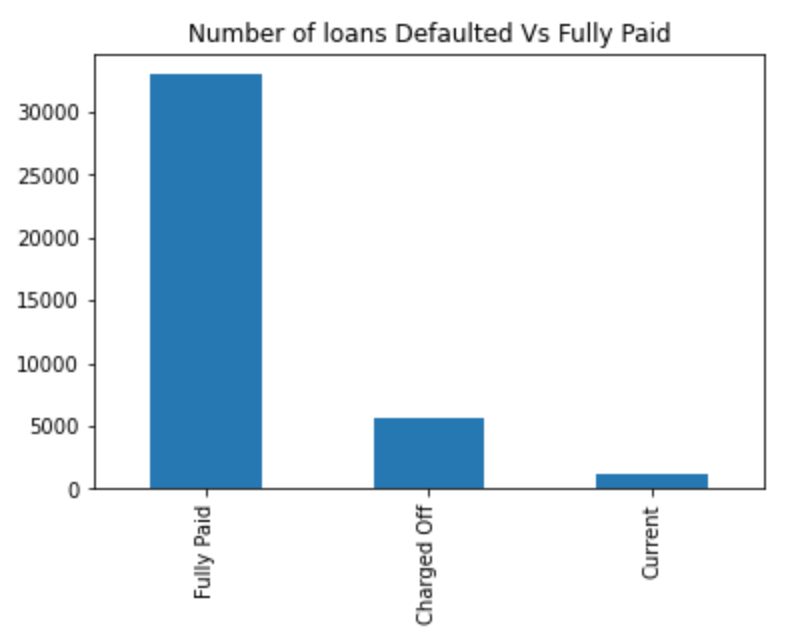 Number of loans Defaulted Vs Fully Paid
30000
25000
20000
15000
10000
5000
0
Fully Paid
Charged Off
Current